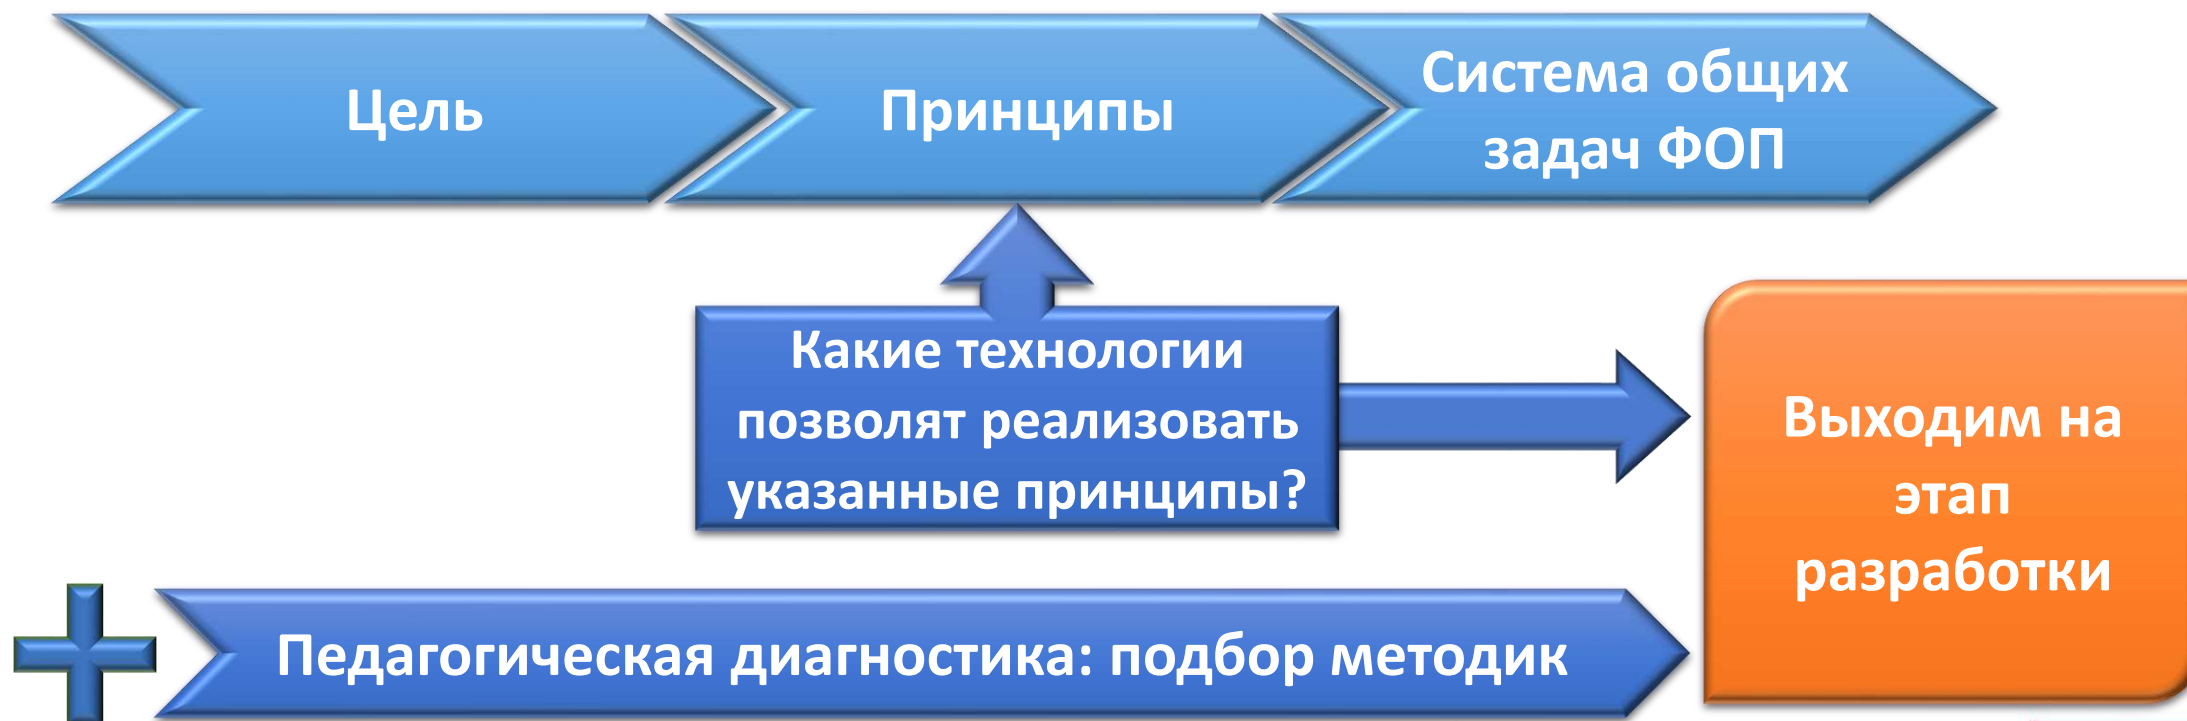 Цель
Принципы
Система общих
задач ФОП
Какие технологии
позволят реализовать
указанные принципы?
Выходим на
этап
разработки
Педагогическая диагностика: подбор методик